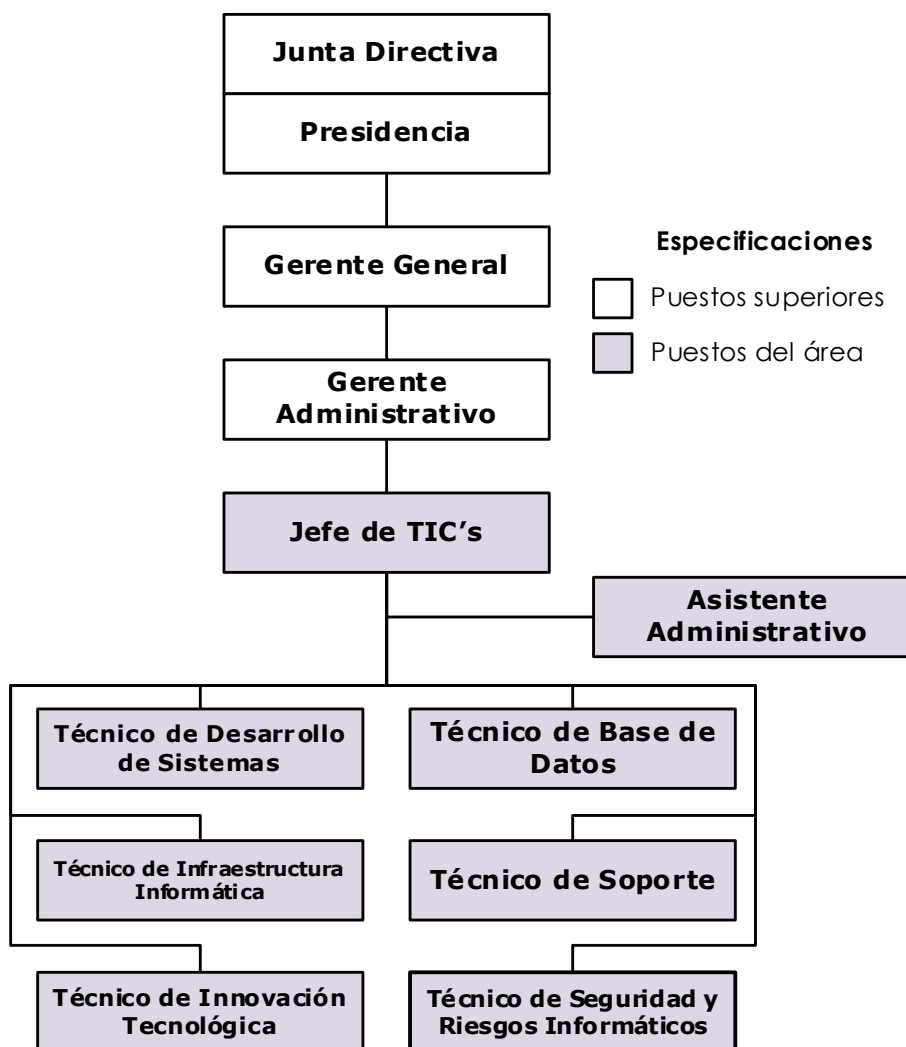 Junta Directiva
Presidencia
Gerente General
Especificaciones
Puestos superiores
Puestos del área
Gerente
Administrativo
Jefe de TIC's
Asistente
Administrativo
Técnico de Desarrollo
de Sistemas
Técnico de Base de
Datos
Técnico de Infraestructura
Informática
Técnico de Soporte
Técnico de Innovación
Tecnológica
Técnico de Seguridad y
Riesgos Informáticos